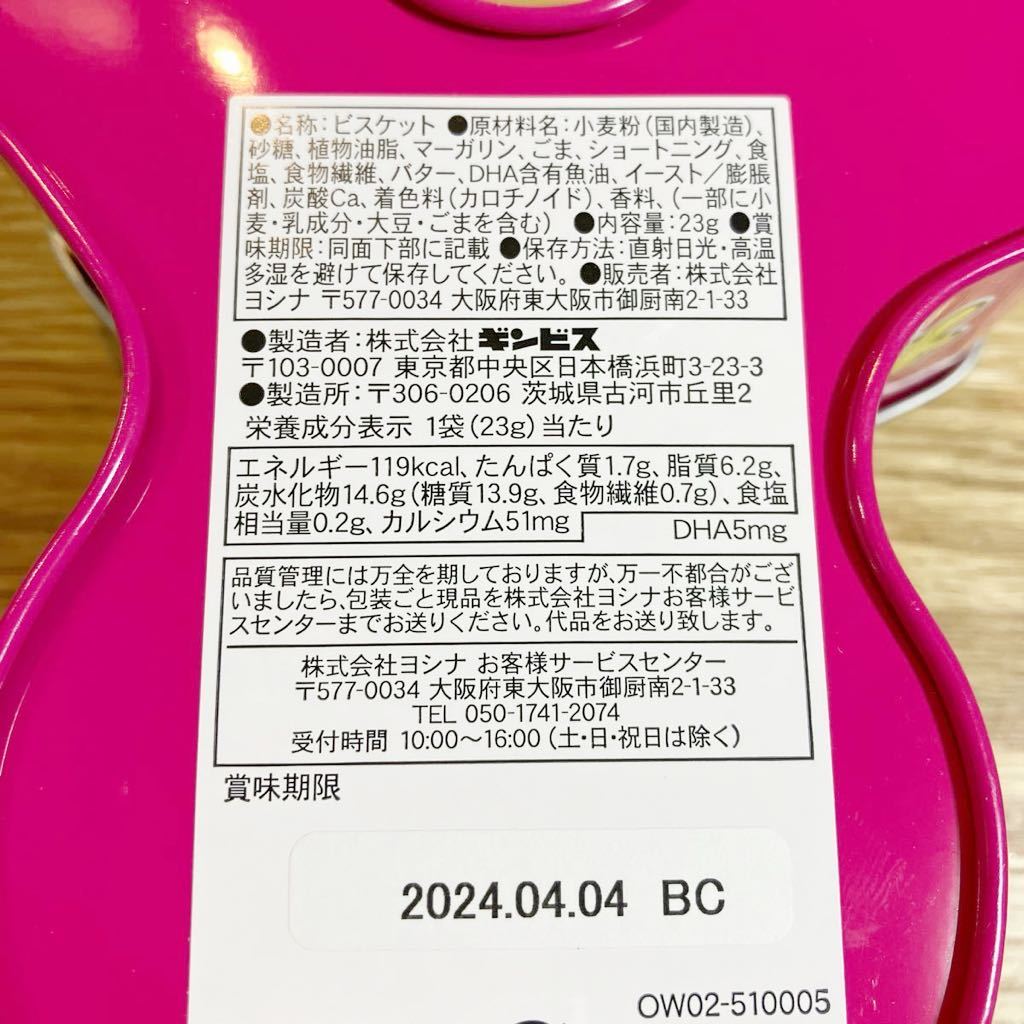 ●名称：ビスケット ●原材料名：小麦粉（国内製造）、
砂糖、植物油脂、マーガリン、ごま、ショートニング、食
塩、食物繊維、バター、DHA含有魚油、イースト／膨脹
剤、炭酸Ca、着色料（カロチノイド）、香料、（一部に小
麦・乳成分・大豆・ごまを含む） ●内容量：23g ●賞
味期限：同面下部に記載 ●保存方法：直射日光・高温
多湿を避けて保存してください。●販売者：株式会社
ヨシナ 〒577-0034 大阪府東大阪市御厨南2-1-33
●製造者：株式会社ギンビス
〒103-0007 東京都中央区日本橋浜町3-23-3
●製造所：〒306-0206 茨城県古河市丘里2
栄養成分表示 1袋（23g）当たり
エネルギー119kcal、たんぱく質1.7g、脂質6.2g、
炭水化物14.6g（糖質13.9g、食物繊維0.7g）、食塩
相当量0.2g、カルシウム51mg
DHA5mg
品質管理には万全を期しておりますが、万一不都合がござ
いましたら、包装ごと現品を株式会社ヨシナお客様サービ
スセンターまでお送りください。代品をお送り致します。
株式会社ヨシナ お客様サービスセンター
〒577-0034 大阪府東大阪市御厨南2-1-33
TEL 050-1741-2074
受付時間 10:00～16:00（土・日・祝日は除く）
賞味期限
2024.04.04 BC
OW02-510005